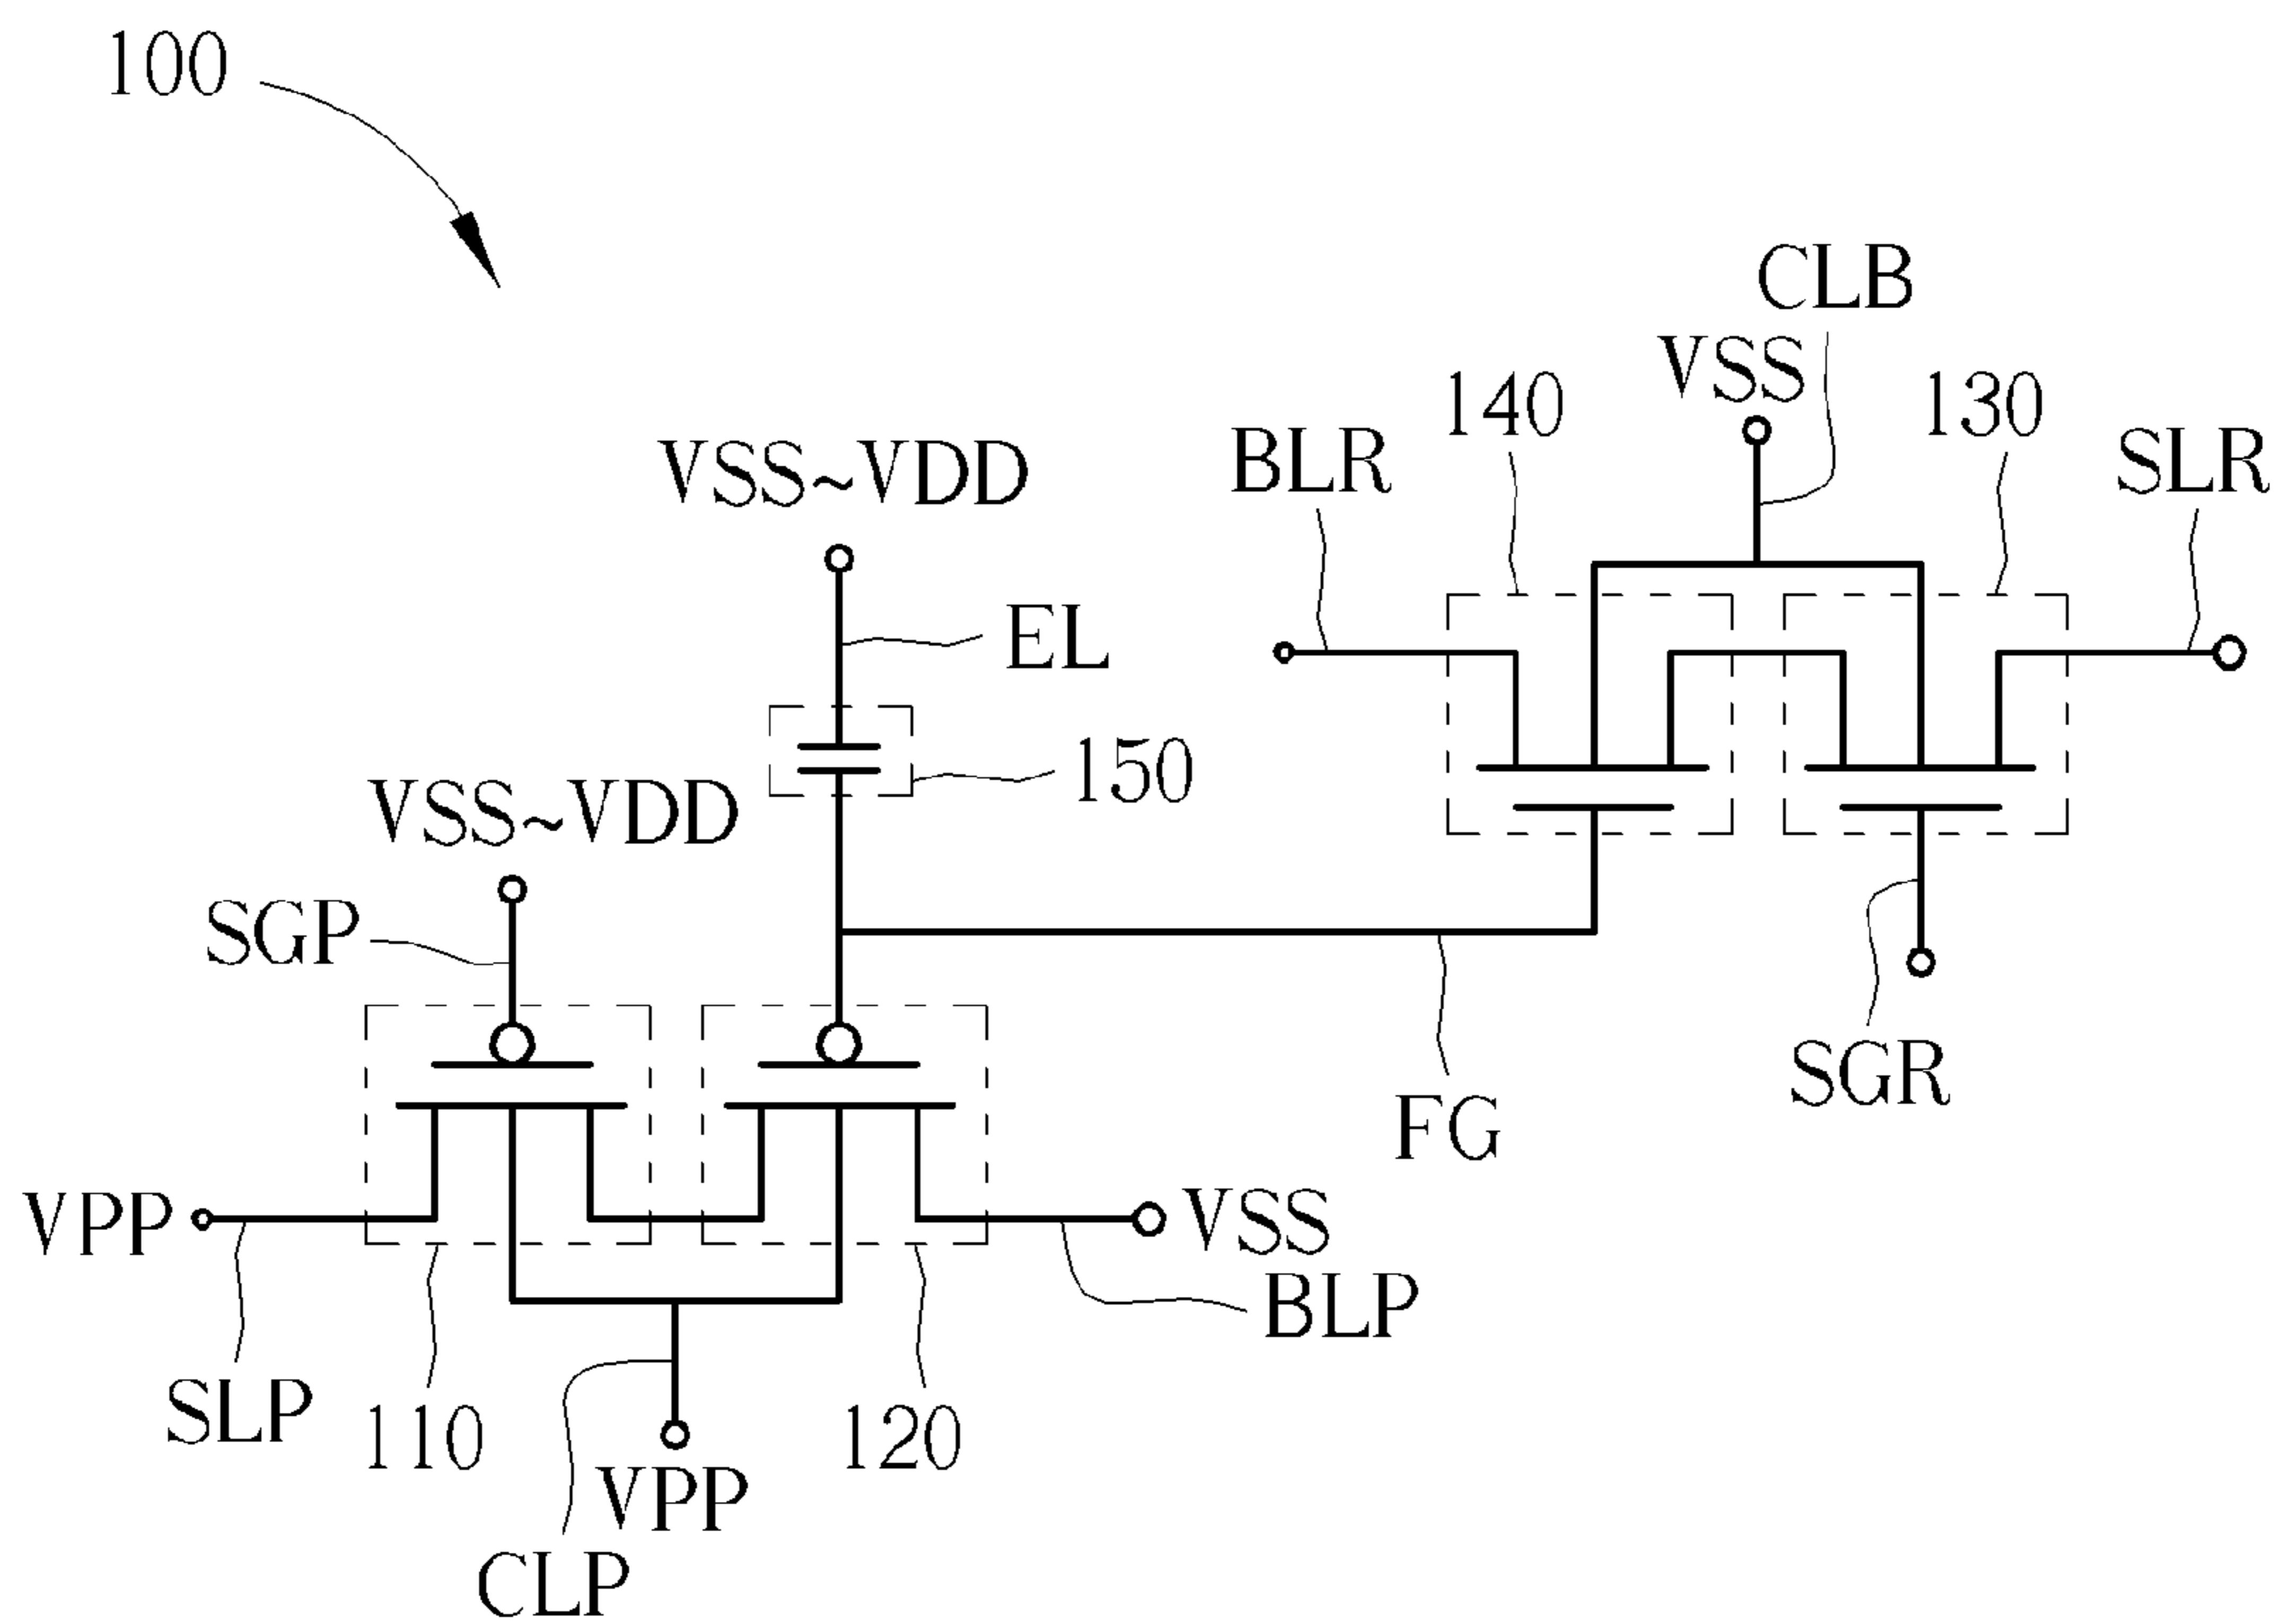 100
CLB
VSS
140
130
BLR
SLR
VSS~VDD
EL
150
VSS~VDD
SGP
SGR
FG
VPP
VSS
BLP
SLP
110
120
VPP
CLP